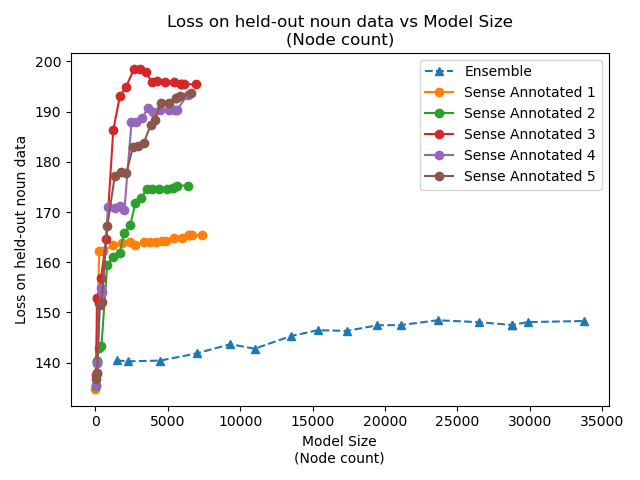 Loss on held-out noun data vs Model Size
(Node count)
Loss on held-out noun data
200
190
180
170
160
150
140
Ensemble
Sense Annotated 1
Sense Annotated 2
Sense Annotated 3
Sense Annotated 4
Sense Annotated 5
0 5000 10000 15000 20000 25000 30000 35000
Model Size
(Node count)